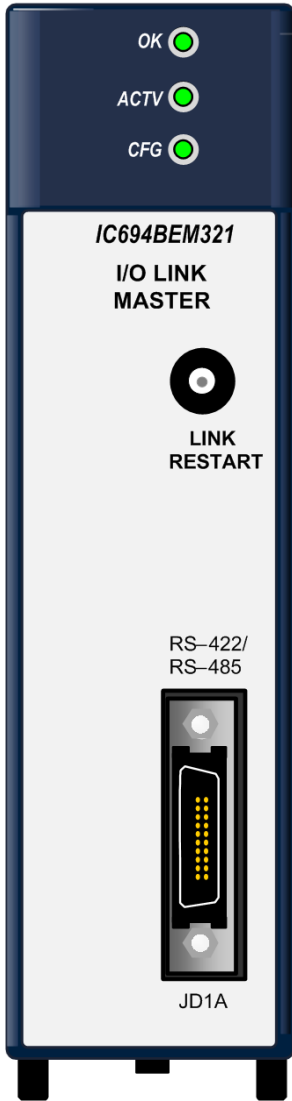 OK
ACTV
CFG
IC694BEM321
I/O LINK
MASTER
LINK
RESTART
RS–422/
RS–485
JD1A